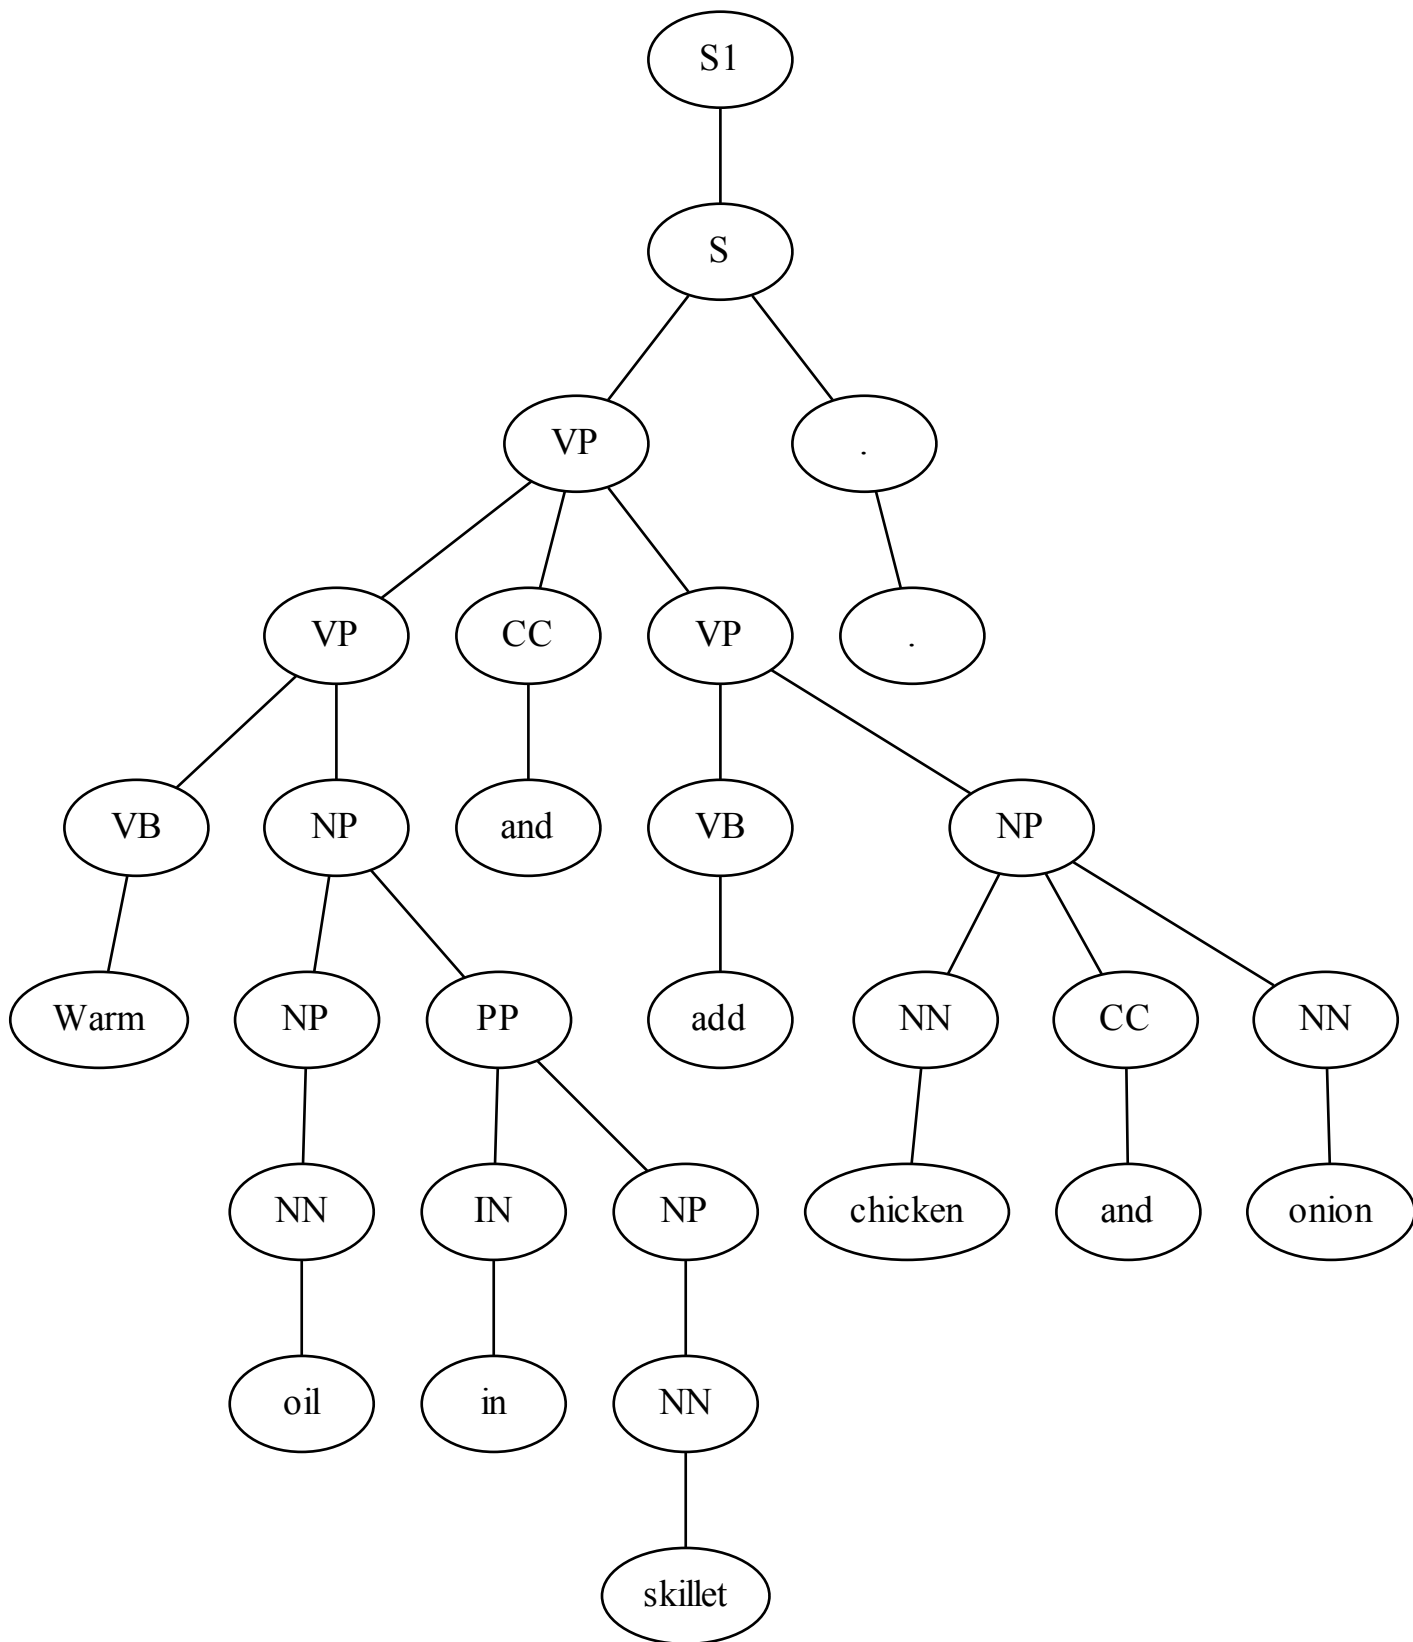 S1
S
VP .
VP CC VP .
VB NP and VB NP
Warm NP PP add NN CC NN
NN IN NP chicken and onion
oil in NN
skillet